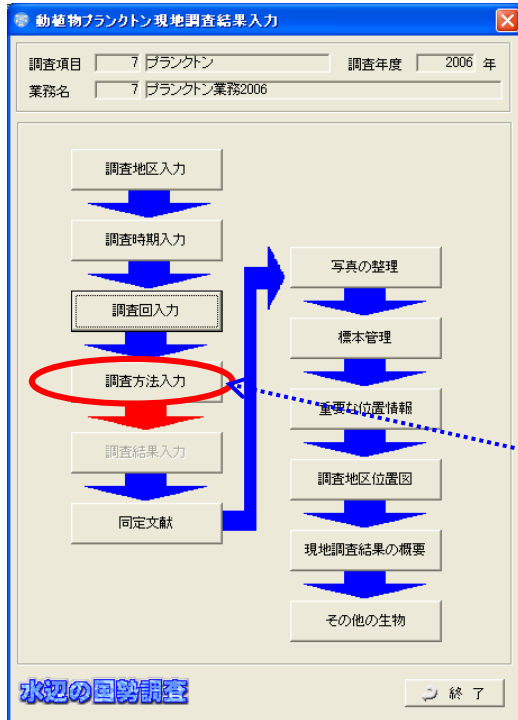 動植物プランクトン現地調査結果入力
調査項目 7 プランクトン 調査年度 2006 年
業務名 7 プランクトン業務2006
調査地区入力
調査時期入力
調査回入力
調査方法入力
調査結果入力
同定文献
写真の整理
標本管理
重要な位置情報
調査地区位置図
現地調査結果の概要
その他の生物
水辺の国勢調査
終了